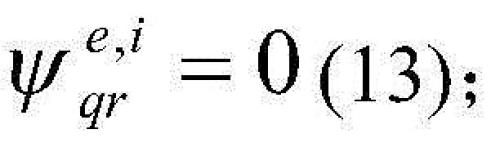 ψ_{qr}^{e,i} = 0 (13);